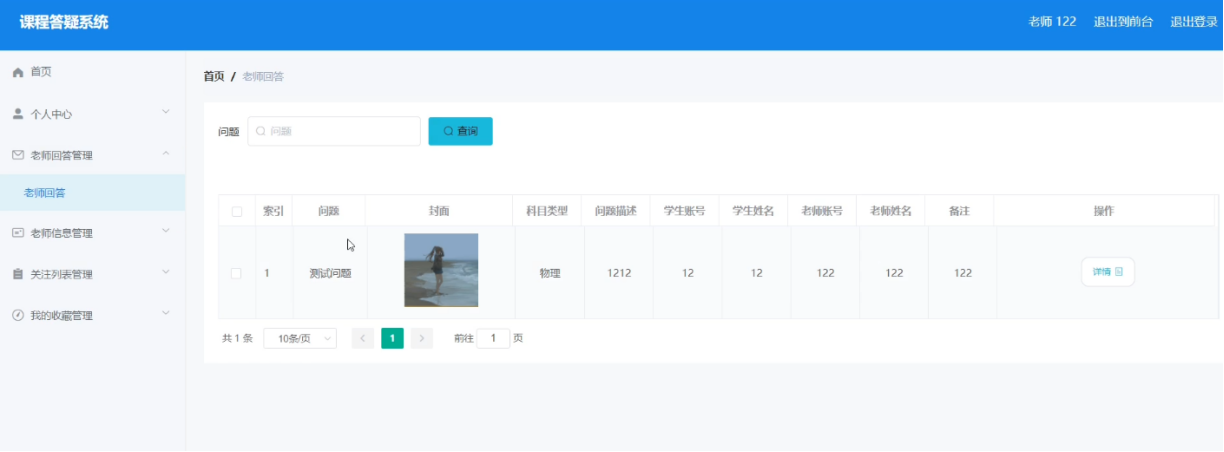 课程答疑系统 老师 122 退出到前台 退出登录
首页
首页 / 老师回答
个人中心
问题 问题 查询
老师回答管理
老师回答
索引 问题 封面 科目类型 问题描述 学生账号 学生姓名 老师账号 老师姓名 备注 操作
老师信息管理
1 测试问题 物理 1212 12 12 122 122 122 详情
关注列表管理
我的收藏管理
共 1 条 10条/页 1 前往 1 页